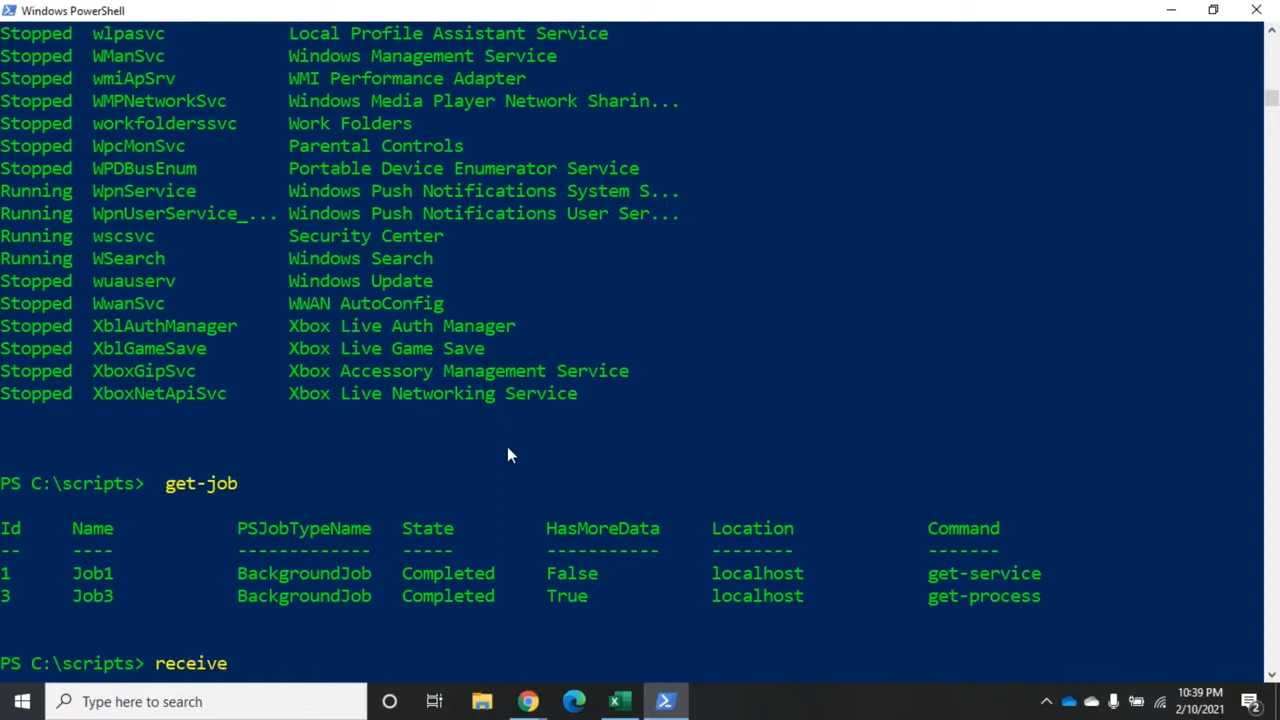 Windows PowerShell
Stopped wlpasvc Local Profile Assistant Service
Stopped WManSvc Windows Management Service
Stopped wmiApSrv WMI Performance Adapter
Stopped WMPNetworkSvc Windows Media Player Network Sharin...
Stopped workfolderssvc Work Folders
Stopped WpcMonSvc Parental Controls
Stopped WPDBusEnum Portable Device Enumerator Service
Running WpnService Windows Push Notifications System S...
Running WpnUserService_... Windows Push Notifications User Ser...
Running wscsvc Security Center
Running WSearch Windows Search
Stopped wuauserv Windows Update
Stopped WwanSvc WWAN AutoConfig
Stopped XblAuthManager Xbox Live Auth Manager
Stopped XblGameSave Xbox Live Game Save
Stopped XboxGipSvc Xbox Accessory Management Service
Stopped XboxNetApiSvc Xbox Live Networking Service
PS C:\scripts> get-job
Id Name PSJobTypeName State HasMoreData Location Command
-- ---- ------------- ----- ----------- -------- -------
1 Job1 BackgroundJob Completed False localhost get-service
3 Job3 BackgroundJob Completed True localhost get-process
PS C:\scripts> receive
Type here to search
10:39 PM
2/10/2021
2